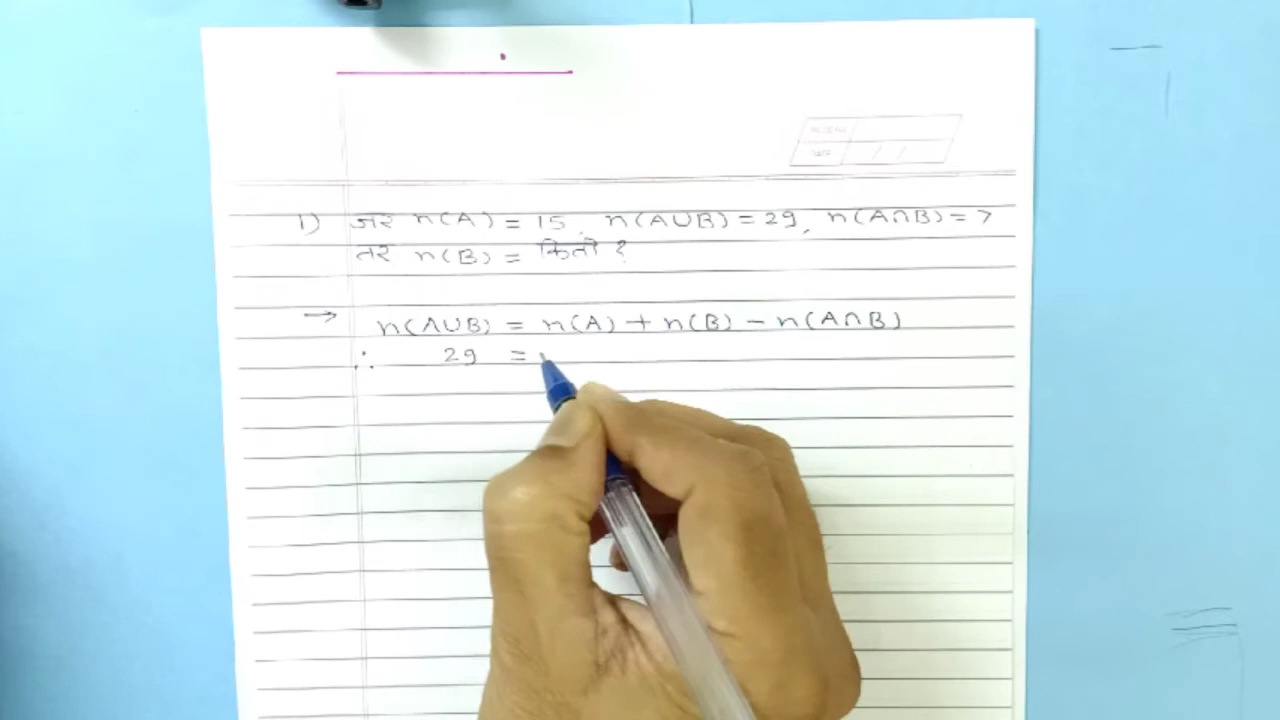 1) जर n(A) = 15, n(A∪B) = 29, n(A∩B) = 7
तर n(B) = किती ?
→ n(A∪B) = n(A) + n(B) − n(A∩B)
∴ 29 =